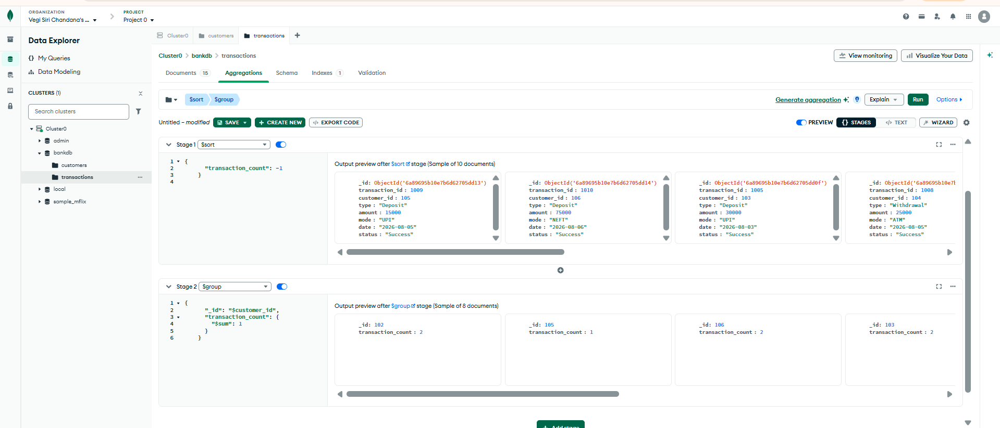 ORGANIZATION
Vegi Siri Chandana's ...
PROJECT
Project 0
Data Explorer
My Queries
Data Modeling
CLUSTERS (1)
Search clusters
Cluster0
admin
bankdb
customers
transactions
local
sample_mflix
Cluster0
customers
transactions
Cluster0 > bankdb > transactions
View monitoring
Visualize Your Data
Documents 15
Aggregations
Schema
Indexes 1
Validation
$sort
$group
Generate aggregation
Explain
Run
Options
Untitled – modified
SAVE
CREATE NEW
EXPORT CODE
PREVIEW
{} STAGES
</> TEXT
WIZARD
Stage 1 $sort
1 {
2 "transaction_count": -1
3 }
4
Output preview after $sort stage (Sample of 10 documents)
_id: ObjectId('6a89695b10e7b6d62705dd13')
transaction_id : 1009
customer_id : 105
type : "Deposit"
amount : 15000
mode : "UPI"
date : "2026-08-05"
status : "Success"
_id: ObjectId('6a89695b10e7b6d62705dd14')
transaction_id : 1010
customer_id : 106
type : "Deposit"
amount : 75000
mode : "NEFT"
date : "2026-08-06"
status : "Success"
_id: ObjectId('6a89695b10e7b6d62705dd0f')
transaction_id : 1005
customer_id : 103
type : "Deposit"
amount : 30000
mode : "UPI"
date : "2026-08-03"
status : "Success"
_id: ObjectId('6a89695b10e7b
transaction_id : 1008
customer_id : 104
type : "Withdrawal"
amount : 25000
mode : "ATM"
date : "2026-08-05"
status : "Success"
Stage 2 $group
1 {
2 "_id": "$customer_id",
3 "transaction_count": {
4 "$sum": 1
5 }
6 }
Output preview after $group stage (Sample of 8 documents)
_id: 102
transaction_count : 2
_id: 105
transaction_count : 1
_id: 106
transaction_count : 2
_id: 103
transaction_count : 2
+ Add stage